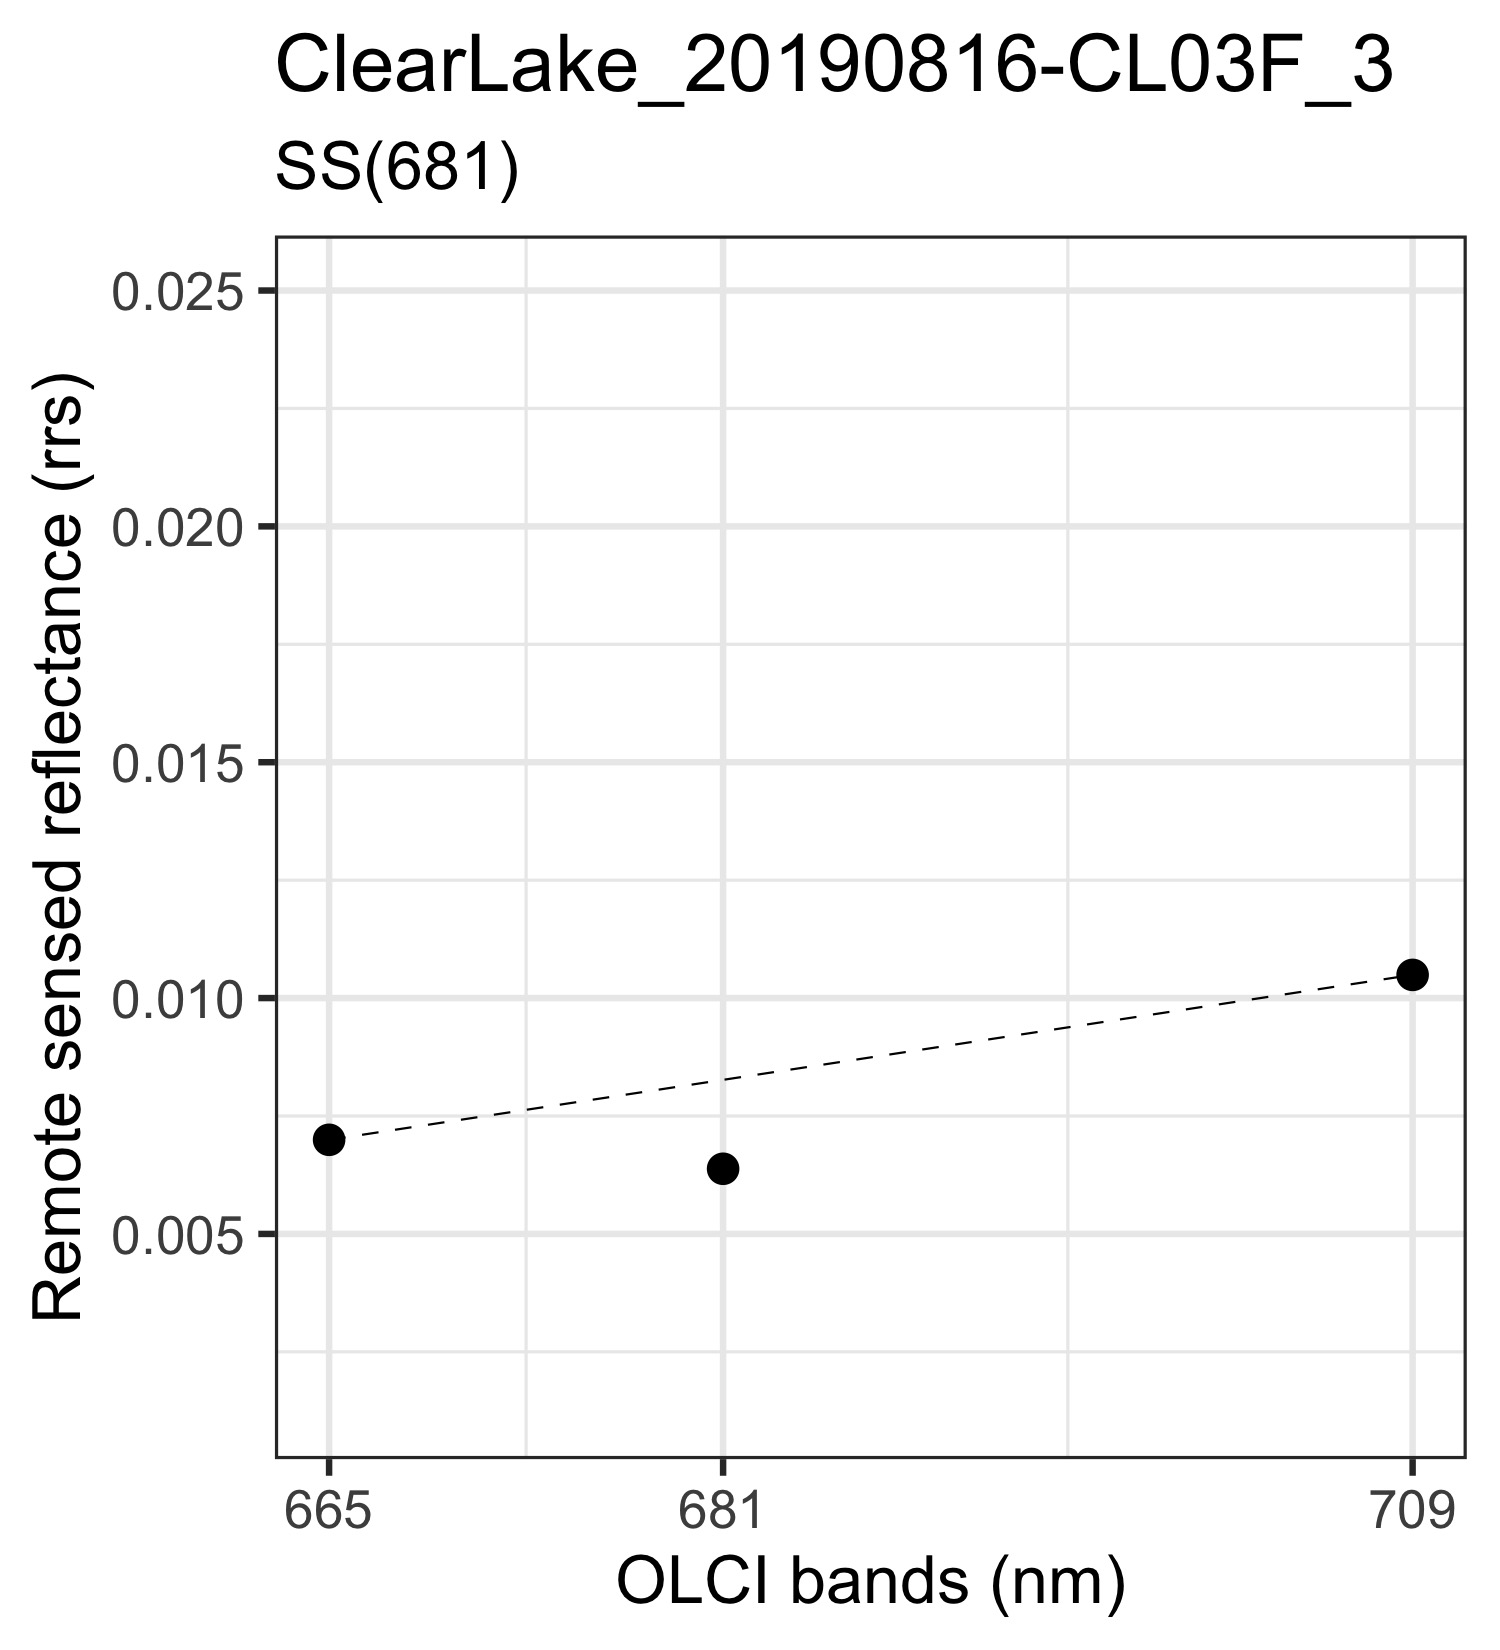 ClearLake_20190816-CL03F_3
SS(681)
Remote sensed reflectance (rrs)
0.025
0.020
0.015
0.010
0.005
665 681 709
OLCI bands (nm)